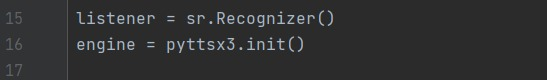 15 listener = sr.Recognizer()
16 engine = pyttsx3.init()
17